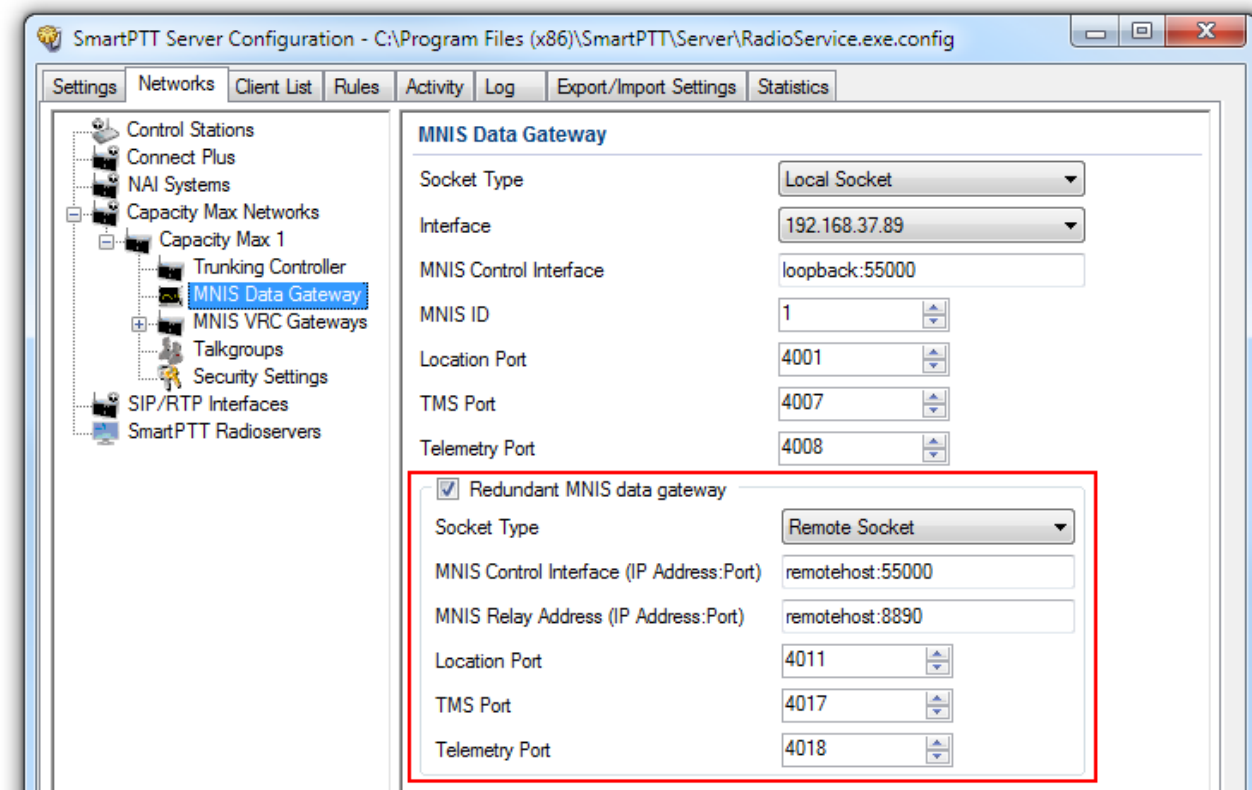 SmartPTT Server Configuration - C:\Program Files (x86)\SmartPTT\Server\RadioService.exe.config
Settings Networks Client List Rules Activity Log Export/Import Settings Statistics
Control Stations
Connect Plus
NAI Systems
Capacity Max Networks
Capacity Max 1
Trunking Controller
MNIS Data Gateway
MNIS VRC Gateways
Talkgroups
Security Settings
SIP/RTP Interfaces
SmartPTT Radioservers
MNIS Data Gateway
Socket Type Local Socket
Interface 192.168.37.89
MNIS Control Interface loopback:55000
MNIS ID 1
Location Port 4001
TMS Port 4007
Telemetry Port 4008
Redundant MNIS data gateway
Socket Type Remote Socket
MNIS Control Interface (IP Address:Port) remotehost:55000
MNIS Relay Address (IP Address:Port) remotehost:8890
Location Port 4011
TMS Port 4017
Telemetry Port 4018